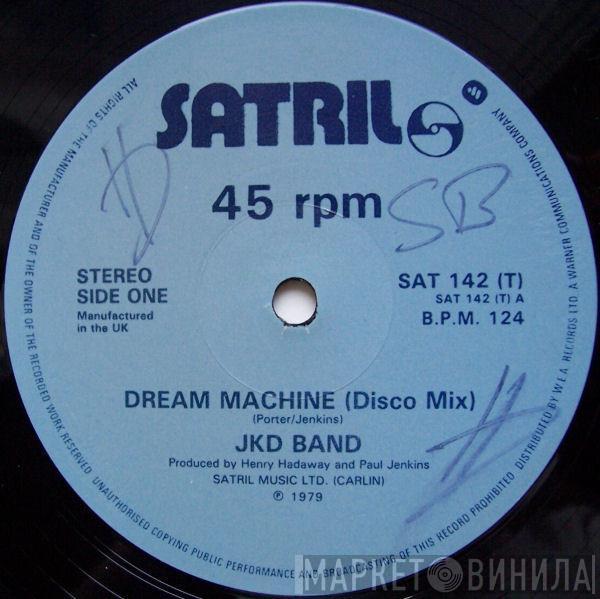 SATRIL
45 rpm
SB
STEREO
SIDE ONE
Manufactured
in the UK
SAT 142 (T)
SAT 142 (T) A
B.P.M. 124
DREAM MACHINE (Disco Mix)
(Porter/Jenkins)
JKD BAND
Produced by Henry Hadaway and Paul Jenkins
SATRIL MUSIC LTD. (CARLIN)
℗ 1979
ALL RIGHTS OF THE MANUFACTURER AND OF THE OWNER OF THE RECORDED WORK RESERVED UNAUTHORISED COPYING PUBLIC PERFORMANCE AND BROADCASTING OF THIS RECORD PROHIBITED DISTRIBUTED BY W.E.A. RECORDS LTD. A WARNER COMMUNICATIONS COMPANY
МАРКЕТ ВИНИЛА